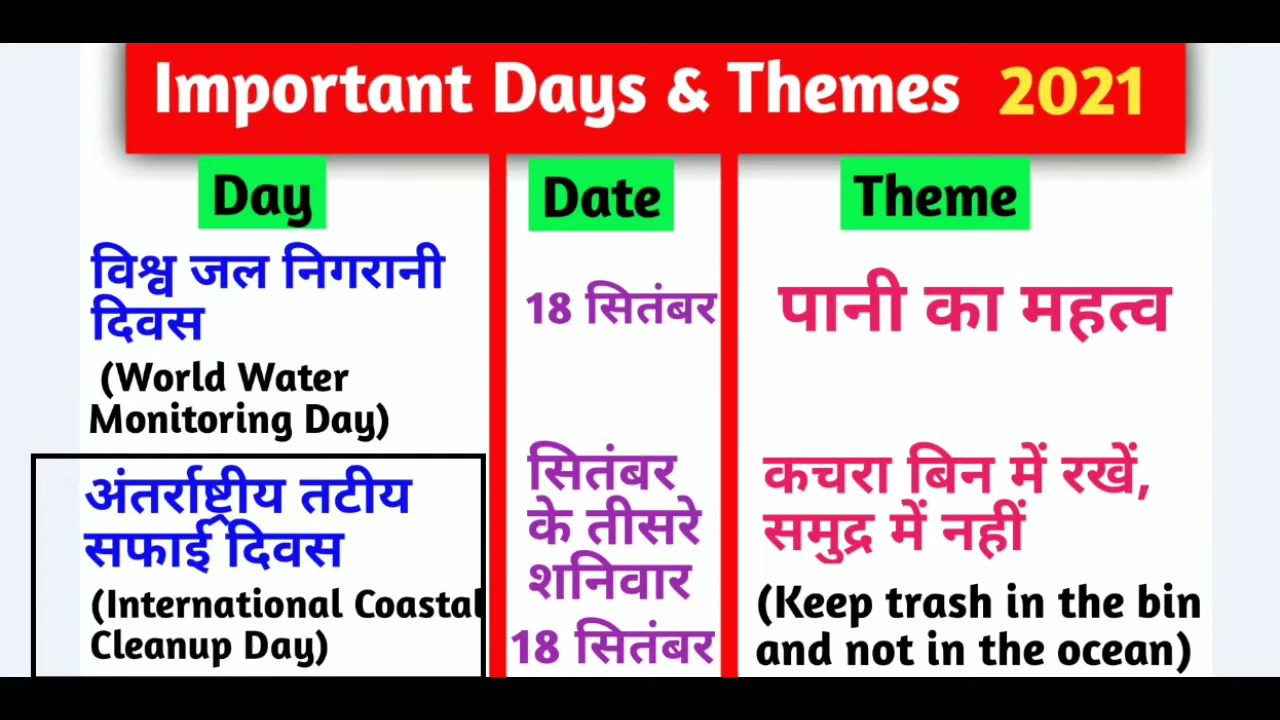 Important Days & Themes 2021
Day
Date
Theme
विश्व जल निगरानी
दिवस
(World Water
Monitoring Day)
18 सितंबर
पानी का महत्व
अंतर्राष्ट्रीय तटीय
सफाई दिवस
(International Coastal
Cleanup Day)
सितंबर
के तीसरे
शनिवार
18 सितंबर
कचरा बिन में रखें,
समुद्र में नहीं
(Keep trash in the bin
and not in the ocean)